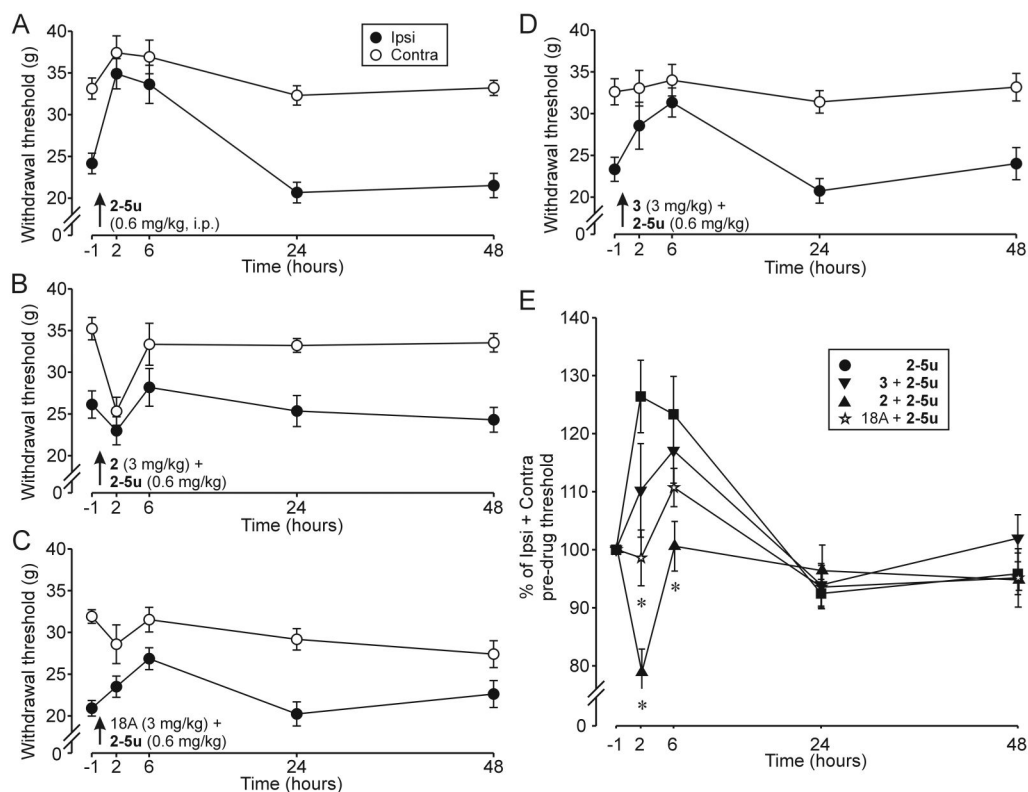 A
40
35
30
25
20
0
Withdrawal threshold (g)
Ipsi
Contra
2-5u
(0.6 mg/kg, i.p.)
-1 2 6 24 48
Time (hours)
B
40
35
30
25
20
0
Withdrawal threshold (g)
2 (3 mg/kg) +
2-5u (0.6 mg/kg)
-1 2 6 24 48
Time (hours)
C
40
35
30
25
20
0
Withdrawal threshold (g)
18A (3 mg/kg) +
2-5u (0.6 mg/kg)
-1 2 6 24 48
Time (hours)
D
40
35
30
25
20
0
Withdrawal threshold (g)
3 (3 mg/kg) +
2-5u (0.6 mg/kg)
-1 2 6 24 48
Time (hours)
E
140
130
120
110
100
90
80
0
% of Ipsi + Contra
pre-drug threshold
2-5u
3 + 2-5u
2 + 2-5u
18A + 2-5u
*
*
*
-1 2 6 24 48
Time (hours)